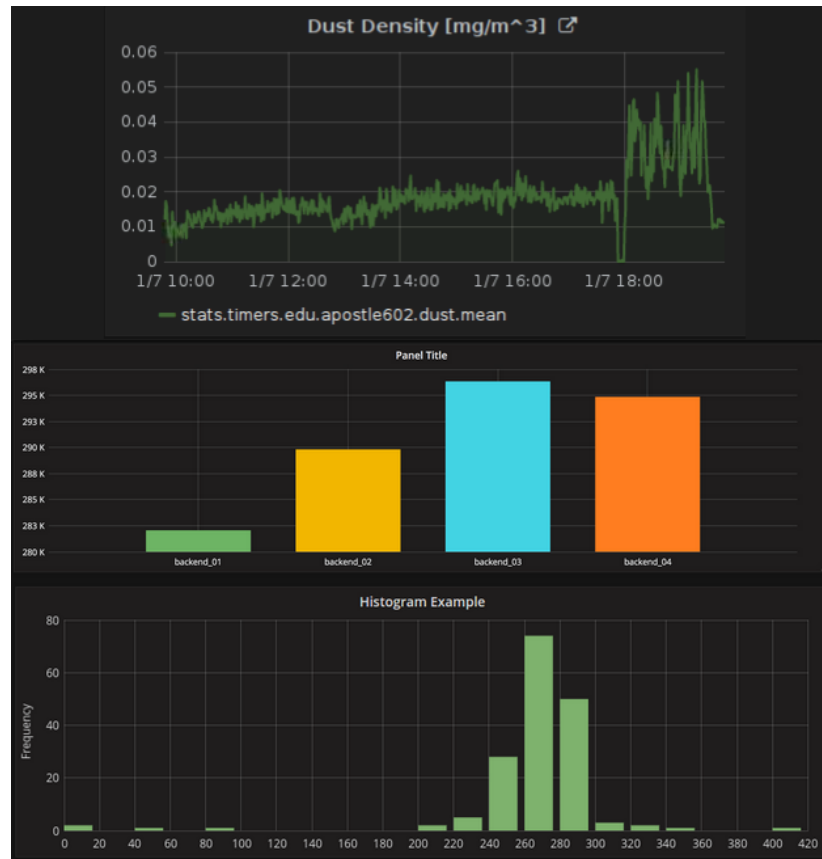 Dust Density [mg/m^3]
0.06
0.05
0.04
0.03
0.02
0.01
0
1/7 10:00 1/7 12:00 1/7 14:00 1/7 16:00 1/7 18:00
stats.timers.edu.apostle602.dust.mean
Panel Title
298 K
295 K
293 K
290 K
288 K
285 K
283 K
280 K
backend_01 backend_02 backend_03 backend_04
Histogram Example
Frequency
80
60
40
20
0
0 20 40 60 80 100 120 140 160 180 200 220 240 260 280 300 320 340 360 380 400 420